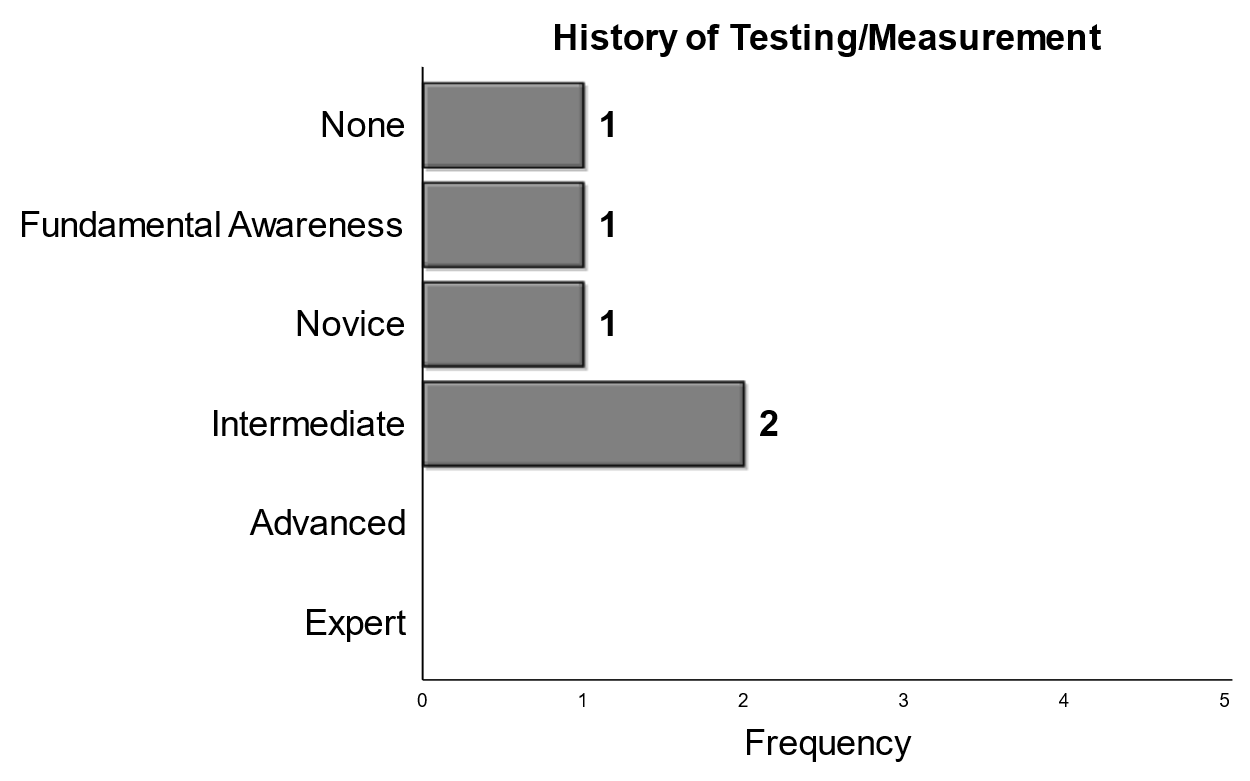 History of Testing/Measurement
None 1
Fundamental Awareness 1
Novice 1
Intermediate 2
Advanced
Expert
0 1 2 3 4 5
Frequency